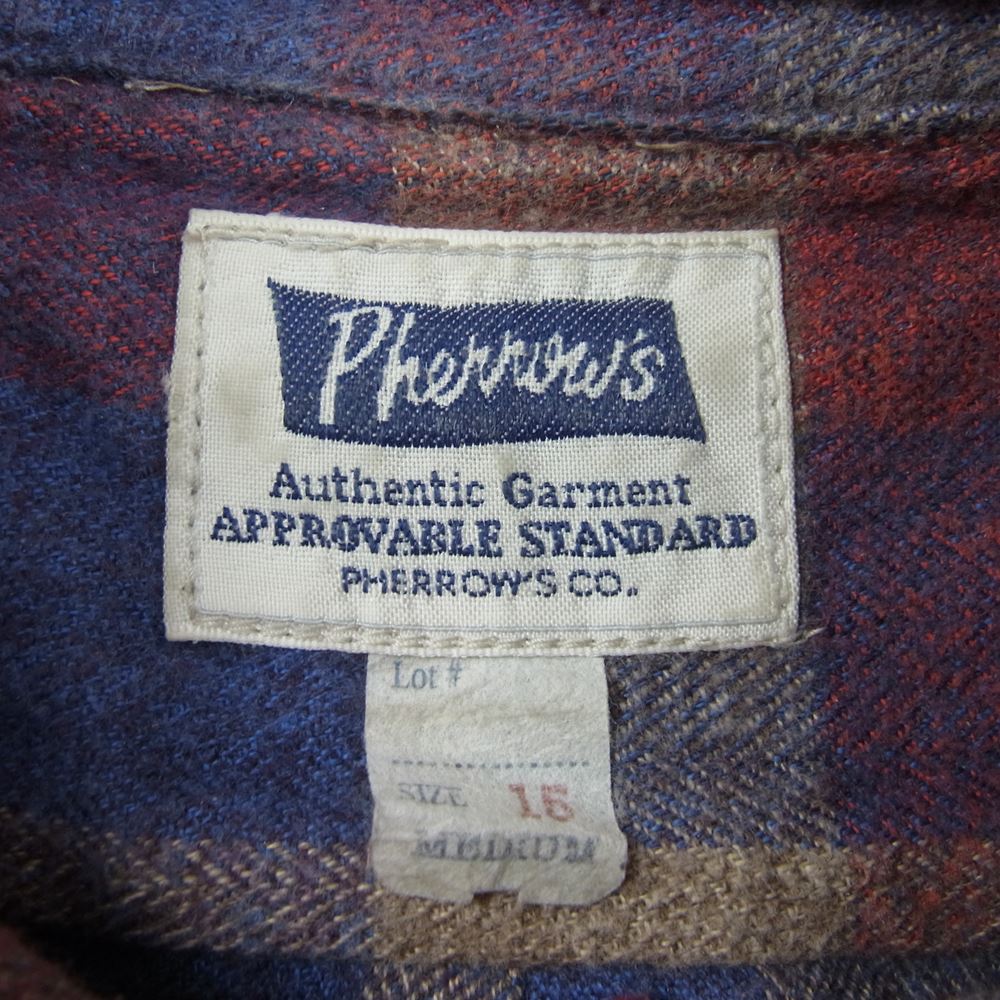 Pherrow's
Authentic Garment
APPROVABLE STANDARD
PHERROW'S CO.
Lot #
SIZE 15
MEDIUM